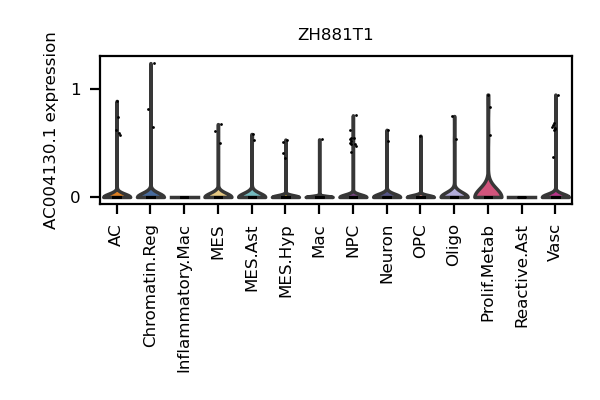 ZH881T1
AC004130.1 expression
1
0
AC
Chromatin.Reg
Inflammatory.Mac
MES
MES.Ast
MES.Hyp
Mac
NPC
Neuron
OPC
Oligo
Prolif.Metab
Reactive.Ast
Vasc